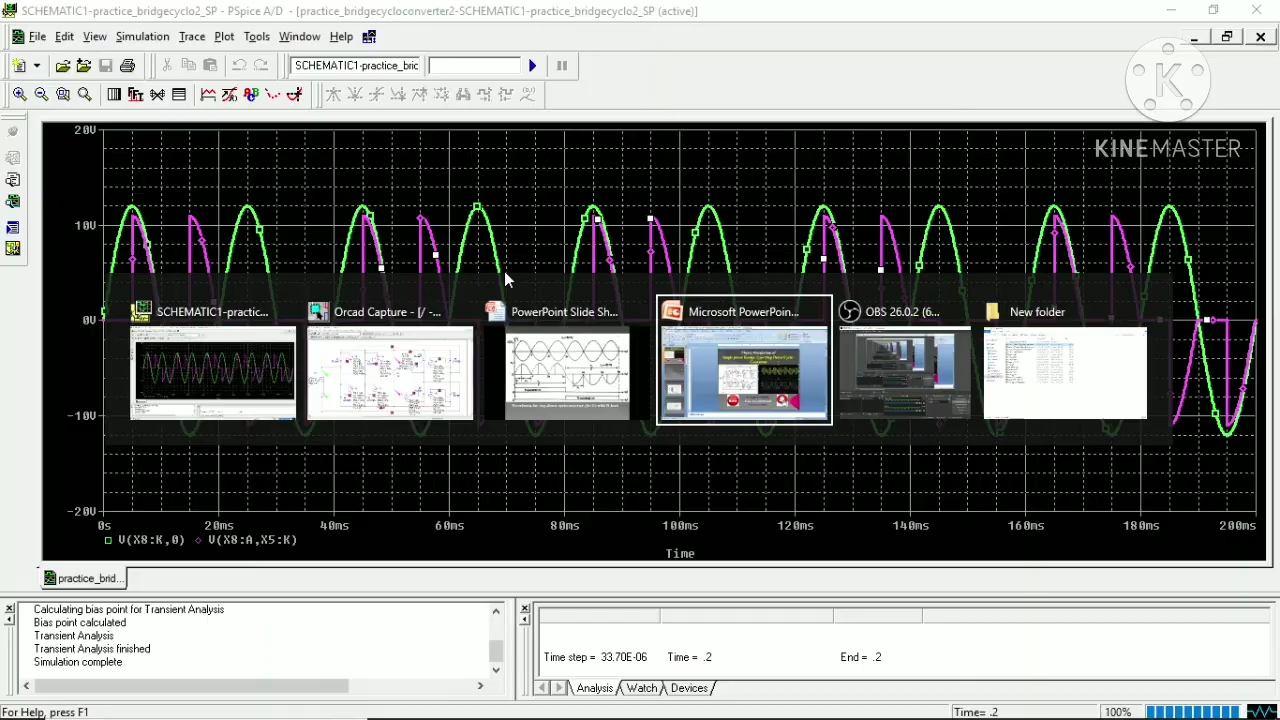 SCHEMATIC1-practice_bridgecyclo2_SP - PSpice A/D - [practice_bridgecycloconverter2-SCHEMATIC1-practice_bridgecyclo2_SP (active)]
File Edit View Simulation Trace Plot Tools Window Help
SCHEMATIC1-practice_bric
K
KINEMASTER
20V
10V
0V
-10V
-20V
SCHEMATIC1-practic...
Orcad Capture - [/ -...
PowerPoint Slide Sh...
Microsoft PowerPoin...
OBS 26.0.2 (6...
New folder
0s 20ms 40ms 60ms 80ms 100ms 120ms 140ms 160ms 180ms 200ms
V(X8:K,0) V(X8:A,X5:K)
Time
practice_brid...
Calculating bias point for Transient Analysis
Bias point calculated
Transient Analysis
Transient Analysis finished
Simulation complete
Time step = 33.70E-06 Time = .2 End = .2
Analysis Watch Devices
For Help, press F1
Time= .2 100%